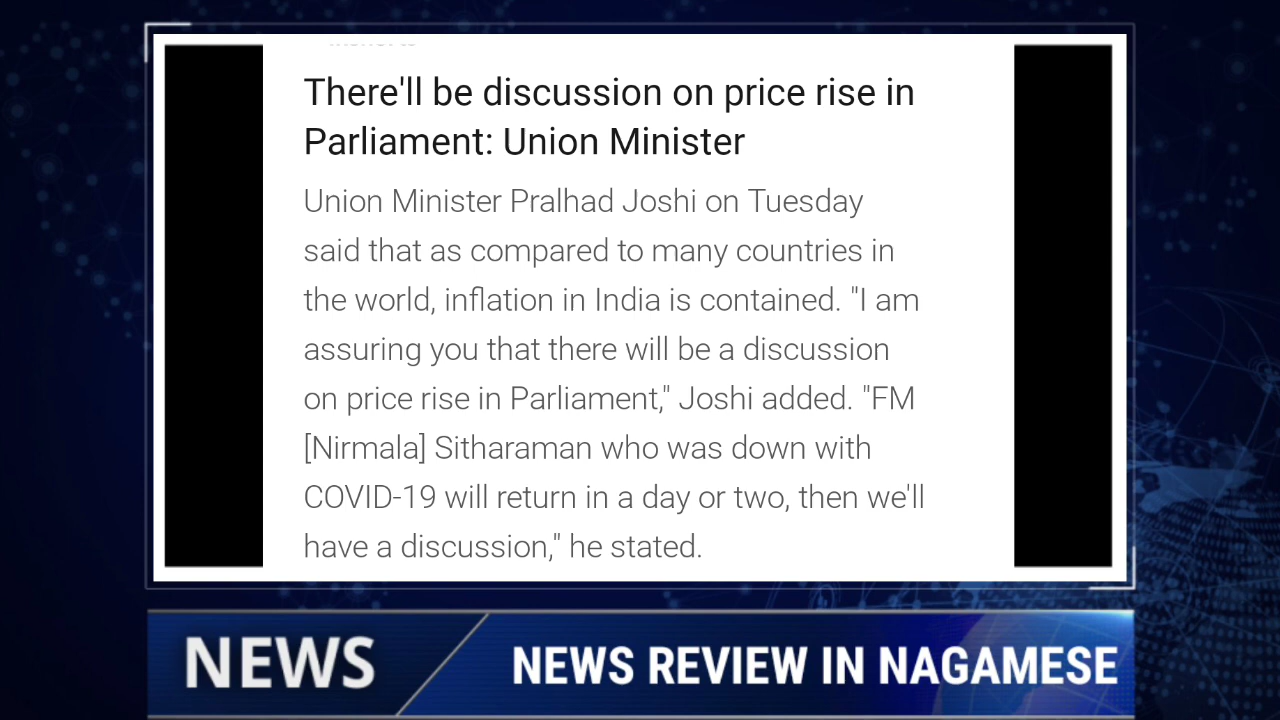 There'll be discussion on price rise in
Parliament: Union Minister
Union Minister Pralhad Joshi on Tuesday
said that as compared to many countries in
the world, inflation in India is contained. "I am
assuring you that there will be a discussion
on price rise in Parliament," Joshi added. "FM
[Nirmala] Sitharaman who was down with
COVID-19 will return in a day or two, then we'll
have a discussion," he stated.
NEWS
NEWS REVIEW IN NAGAMESE